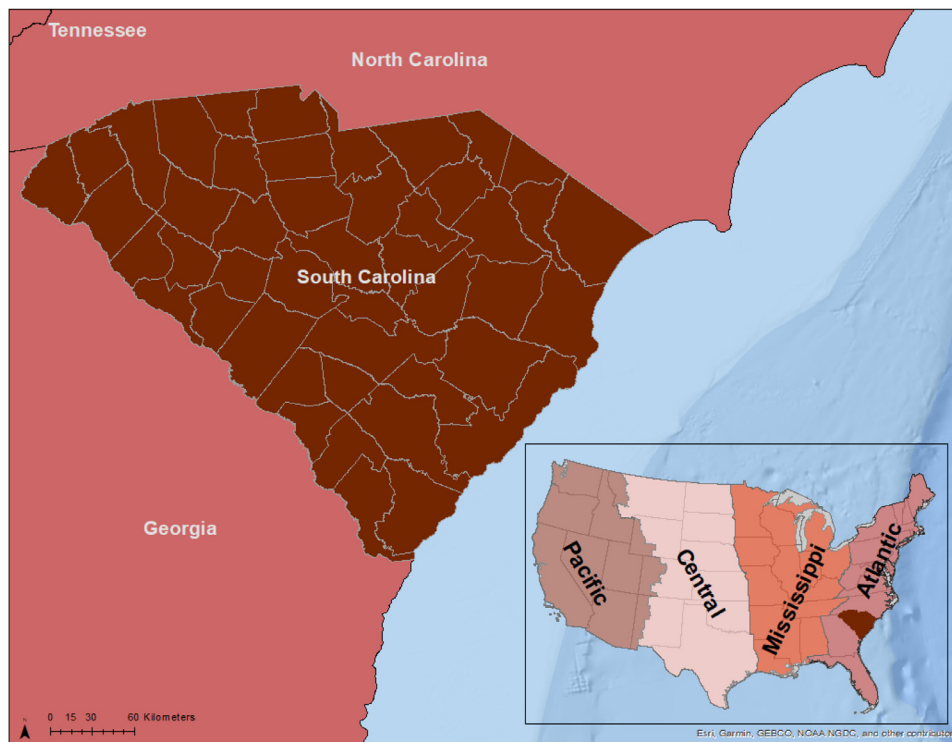 Tennessee
North Carolina
South Carolina
Georgia
Pacific
Central
Mississippi
Atlantic
N
0 15 30 60 Kilometers
Esri, Garmin, GEBCO, NOAA NGDC, and other contributo